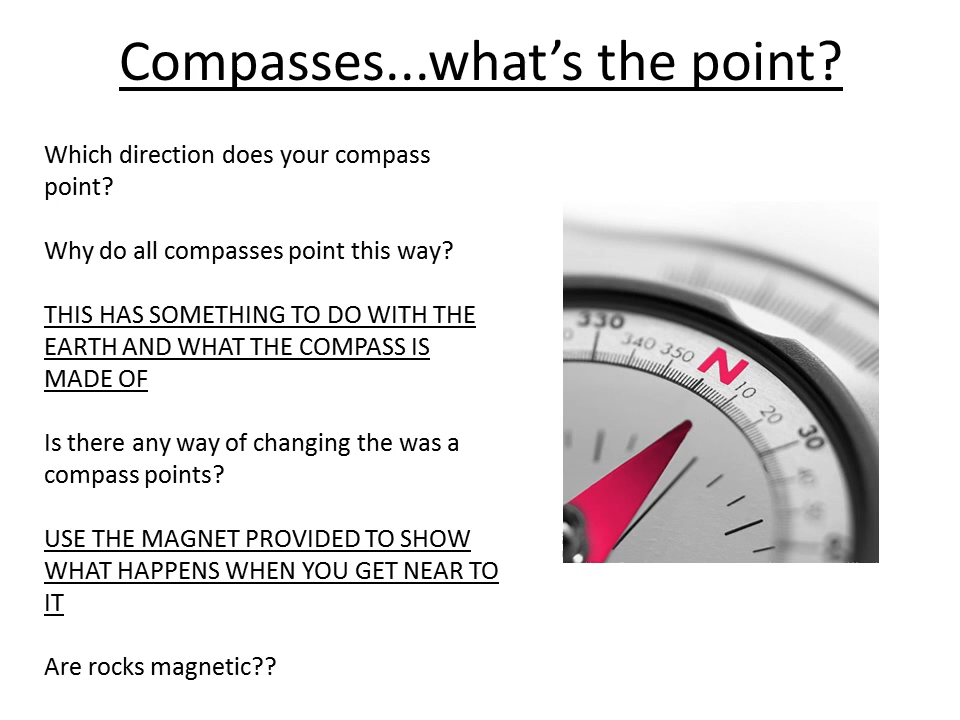 Compasses...what's the point?
Which direction does your compass
point?
Why do all compasses point this way?
THIS HAS SOMETHING TO DO WITH THE
EARTH AND WHAT THE COMPASS IS
MADE OF
Is there any way of changing the was a
compass points?
USE THE MAGNET PROVIDED TO SHOW
WHAT HAPPENS WHEN YOU GET NEAR TO
IT
Are rocks magnetic??
330
340
350
N
10
20
30